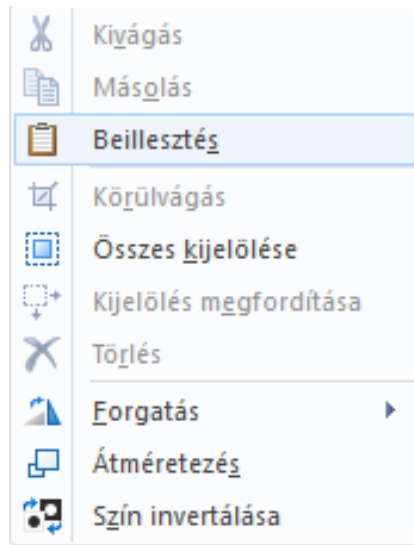 Kivágás
Másolás
Beillesztés
Körülvágás
Összes kijelölése
Kijelölés megfordítása
Törlés
Forgatás
Átméretezés
Szín invertálása